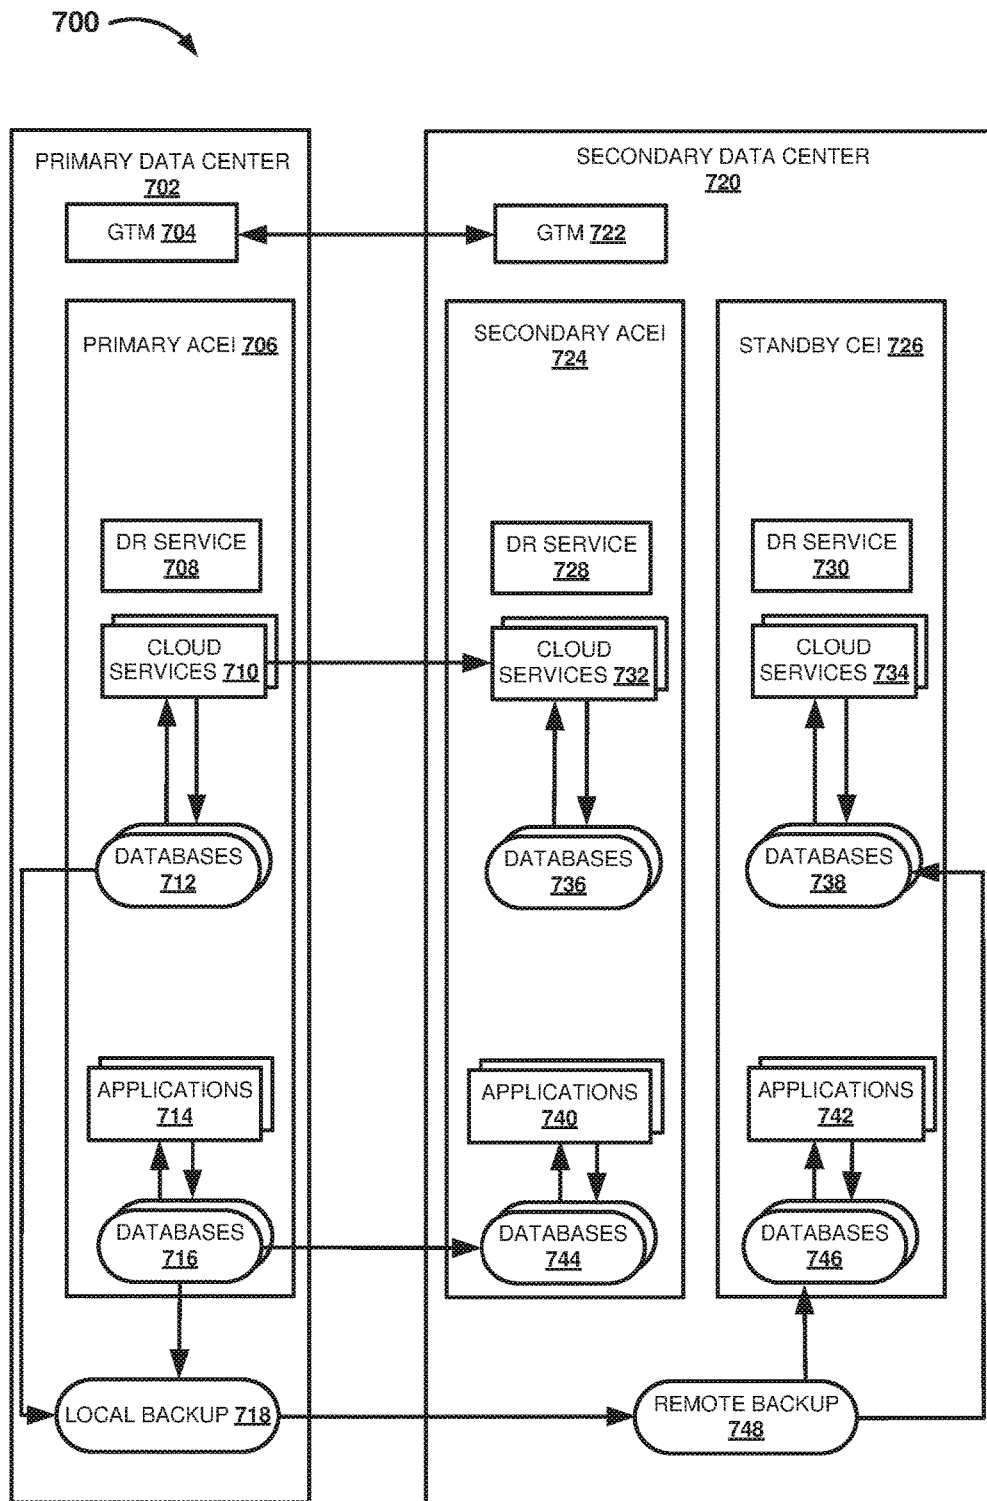 700
PRIMARY DATA CENTER
702
GTM 704
PRIMARY ACEI 706
DR SERVICE
708
CLOUD
SERVICES 710
DATABASES
712
APPLICATIONS
714
DATABASES
716
LOCAL BACKUP 718
SECONDARY DATA CENTER
720
GTM 722
SECONDARY ACEI
724
DR SERVICE
728
CLOUD
SERVICES 732
DATABASES
736
APPLICATIONS
740
DATABASES
744
STANDBY CEI 726
DR SERVICE
730
CLOUD
SERVICES 734
DATABASES
738
APPLICATIONS
742
DATABASES
746
REMOTE BACKUP
748